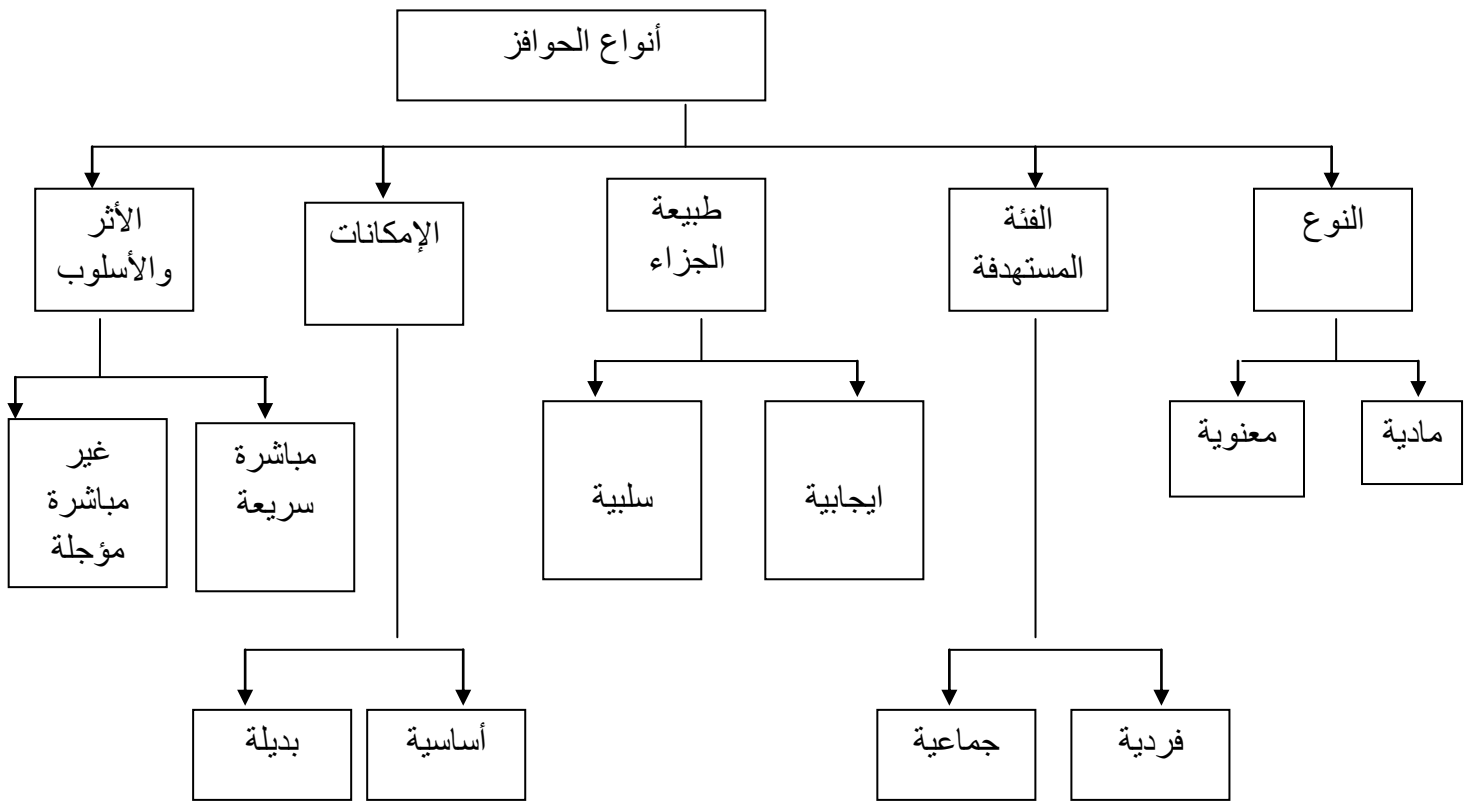 أنواع الحوافز
النوع
الفئة
المستهدفة
طبيعة
الجزاء
الإمكانات
الأثر
والأسلوب
مادية
معنوية
ايجابية
سلبية
مباشرة
سريعة
غير
مباشرة
مؤجلة
فردية
جماعية
أساسية
بديلة